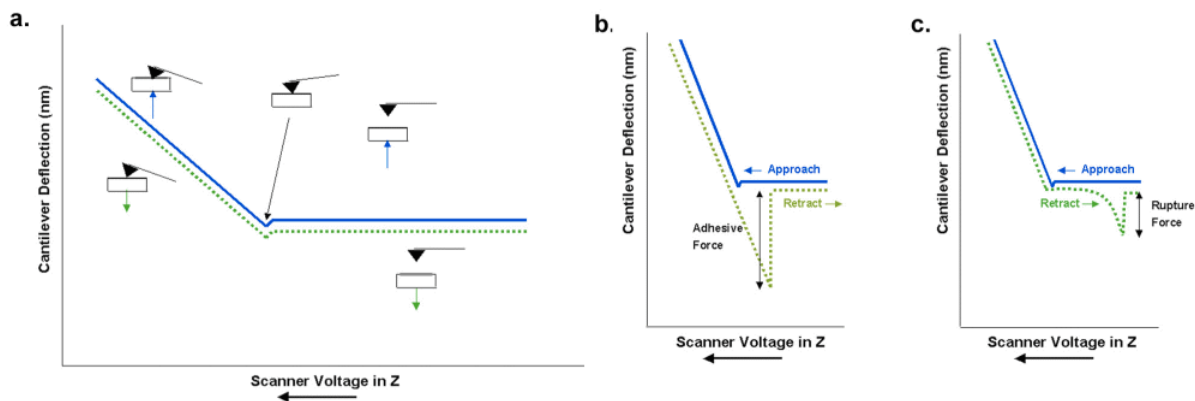 a.
Cantilever Deflection (nm)
Scanner Voltage in Z
b.
Cantilever Deflection (nm)
Approach
Retract
Adhesive
Force
Scanner Voltage in Z
c.
Cantilever Deflection (nm)
Approach
Retract
Rupture
Force
Scanner Voltage in Z